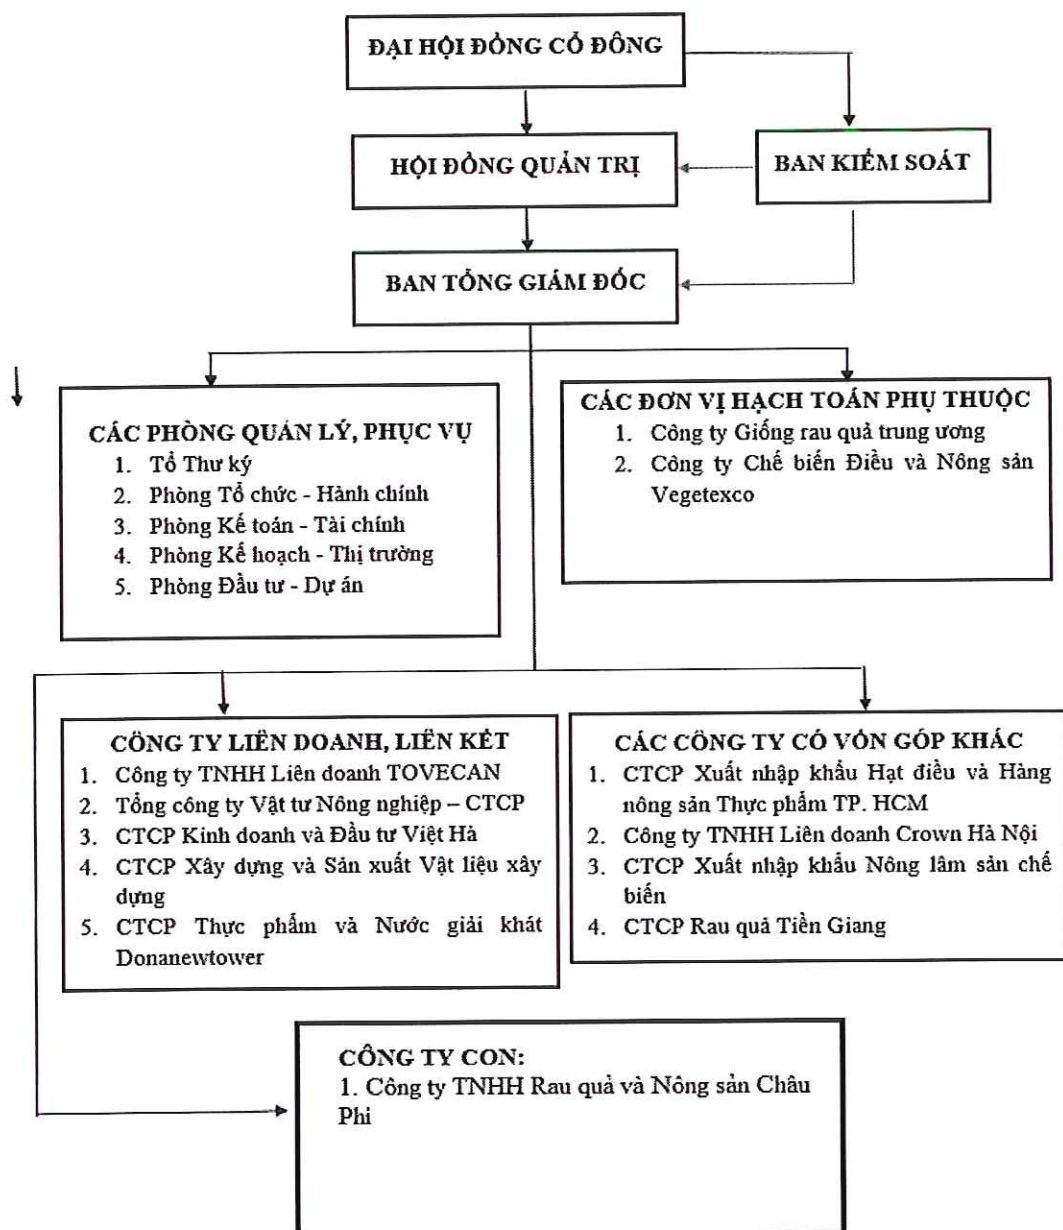 ĐẠI HỘI ĐỒNG CỔ ĐÔNG
HỘI ĐỒNG QUẢN TRỊ
BAN KIỂM SOÁT
BAN TỔNG GIÁM ĐỐC
CÁC PHÒNG QUẢN LÝ, PHỤC VỤ
1. Tổ Thư ký
2. Phòng Tổ chức - Hành chính
3. Phòng Kế toán - Tài chính
4. Phòng Kế hoạch - Thị trường
5. Phòng Đầu tư - Dự án
CÁC ĐƠN VỊ HẠCH TOÁN PHỤ THUỘC
1. Công ty Giống rau quả trung ương
2. Công ty Chế biến Điều và Nông sản
Vegetexco
CÔNG TY LIÊN DOANH, LIÊN KẾT
1. Công ty TNHH Liên doanh TOVECAN
2. Tổng công ty Vật tư Nông nghiệp – CTCP
3. CTCP Kinh doanh và Đầu tư Việt Hà
4. CTCP Xây dựng và Sản xuất Vật liệu xây
dựng
5. CTCP Thực phẩm và Nước giải khát
Donanewtower
CÁC CÔNG TY CÓ VỐN GÓP KHÁC
1. CTCP Xuất nhập khẩu Hạt điều và Hàng
nông sản Thực phẩm TP. HCM
2. Công ty TNHH Liên doanh Crown Hà Nội
3. CTCP Xuất nhập khẩu Nông lâm sản chế
biến
4. CTCP Rau quả Tiền Giang
CÔNG TY CON:
1. Công ty TNHH Rau quả và Nông sản Châu
Phi